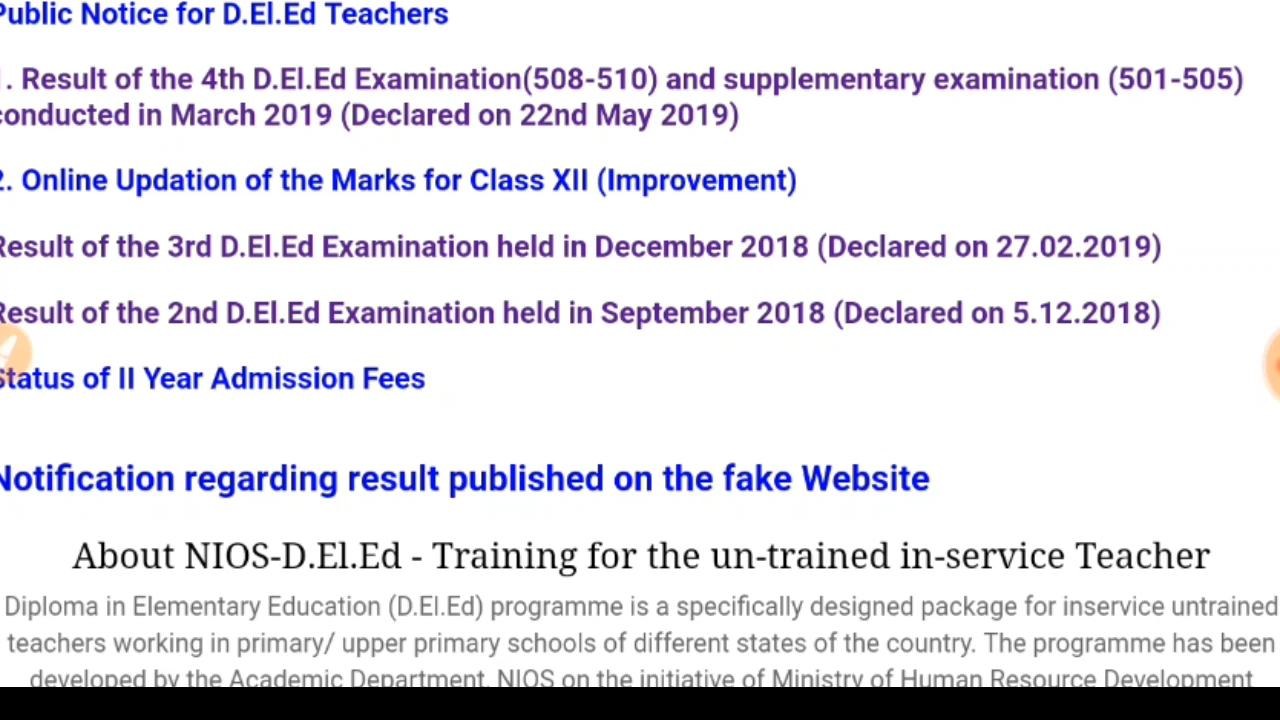 Public Notice for D.El.Ed Teachers
1. Result of the 4th D.El.Ed Examination(508-510) and supplementary examination (501-505)
conducted in March 2019 (Declared on 22nd May 2019)
2. Online Updation of the Marks for Class XII (Improvement)
Result of the 3rd D.El.Ed Examination held in December 2018 (Declared on 27.02.2019)
Result of the 2nd D.El.Ed Examination held in September 2018 (Declared on 5.12.2018)
Status of II Year Admission Fees
Notification regarding result published on the fake Website
About NIOS-D.El.Ed - Training for the un-trained in-service Teacher
Diploma in Elementary Education (D.El.Ed) programme is a specifically designed package for inservice untrained
teachers working in primary/ upper primary schools of different states of the country. The programme has been
developed by the Academic Department, NIOS on the initiative of Ministry of Human Resource Development